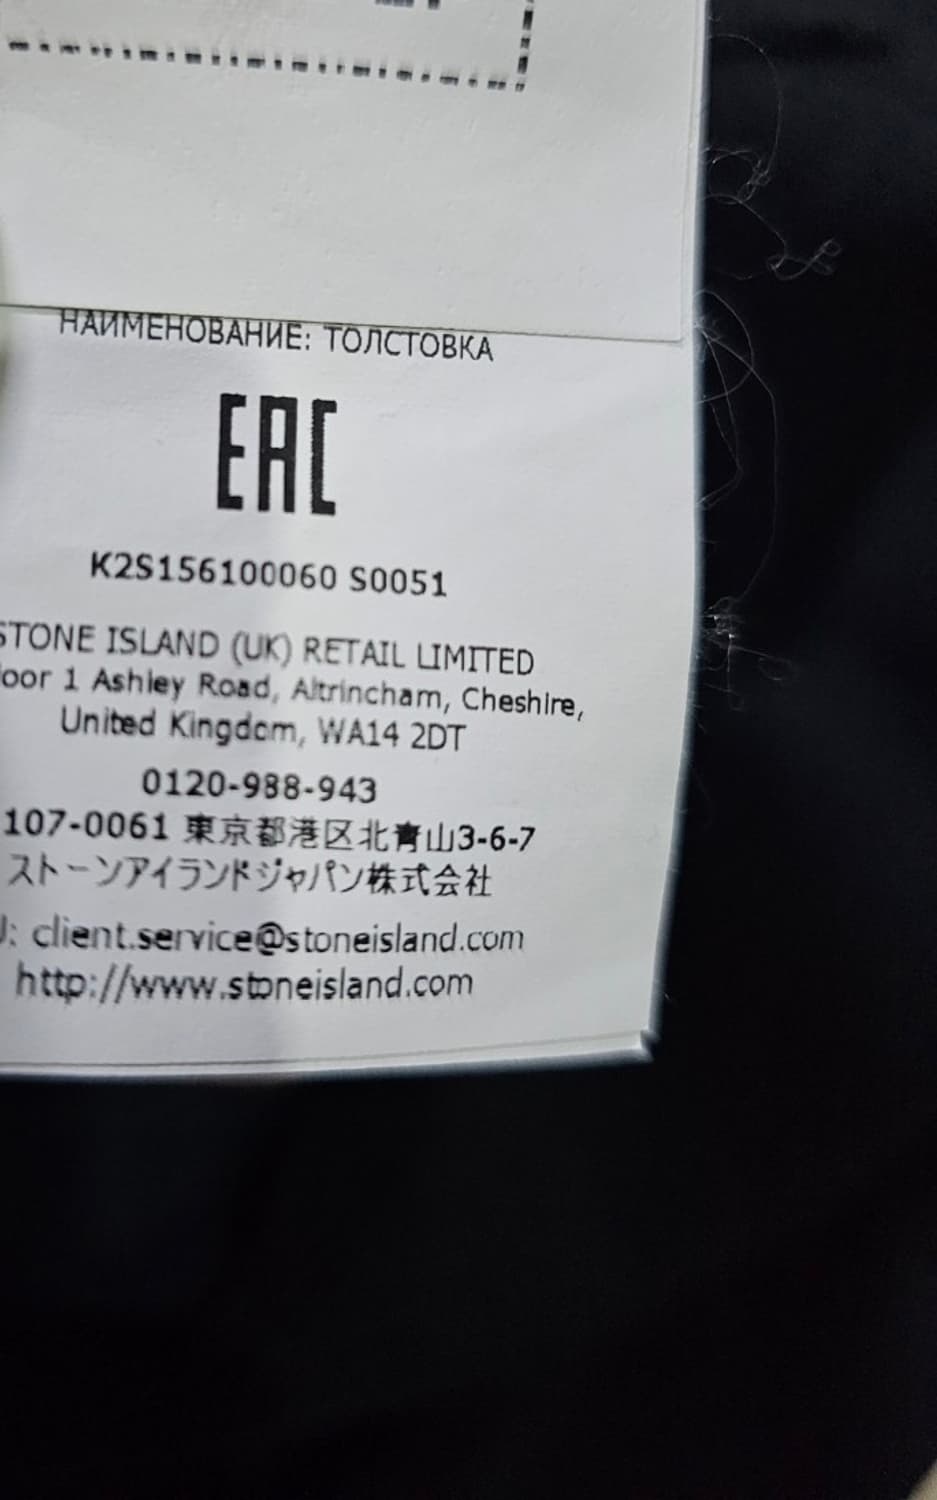 НАИМЕНОВАНИЕ: ТОЛСТОВКА
EAC
K2S156100060 S0051
STONE ISLAND (UK) RETAIL LIMITED
1 Ashley Road, Altrincham, Cheshire,
United Kingdom, WA14 2DT
0120-988-943
107-0061 東京都港区北青山3-6-7
ストーンアイランドジャパン株式会社
client.service@stoneisland.com
http://www.stoneisland.com